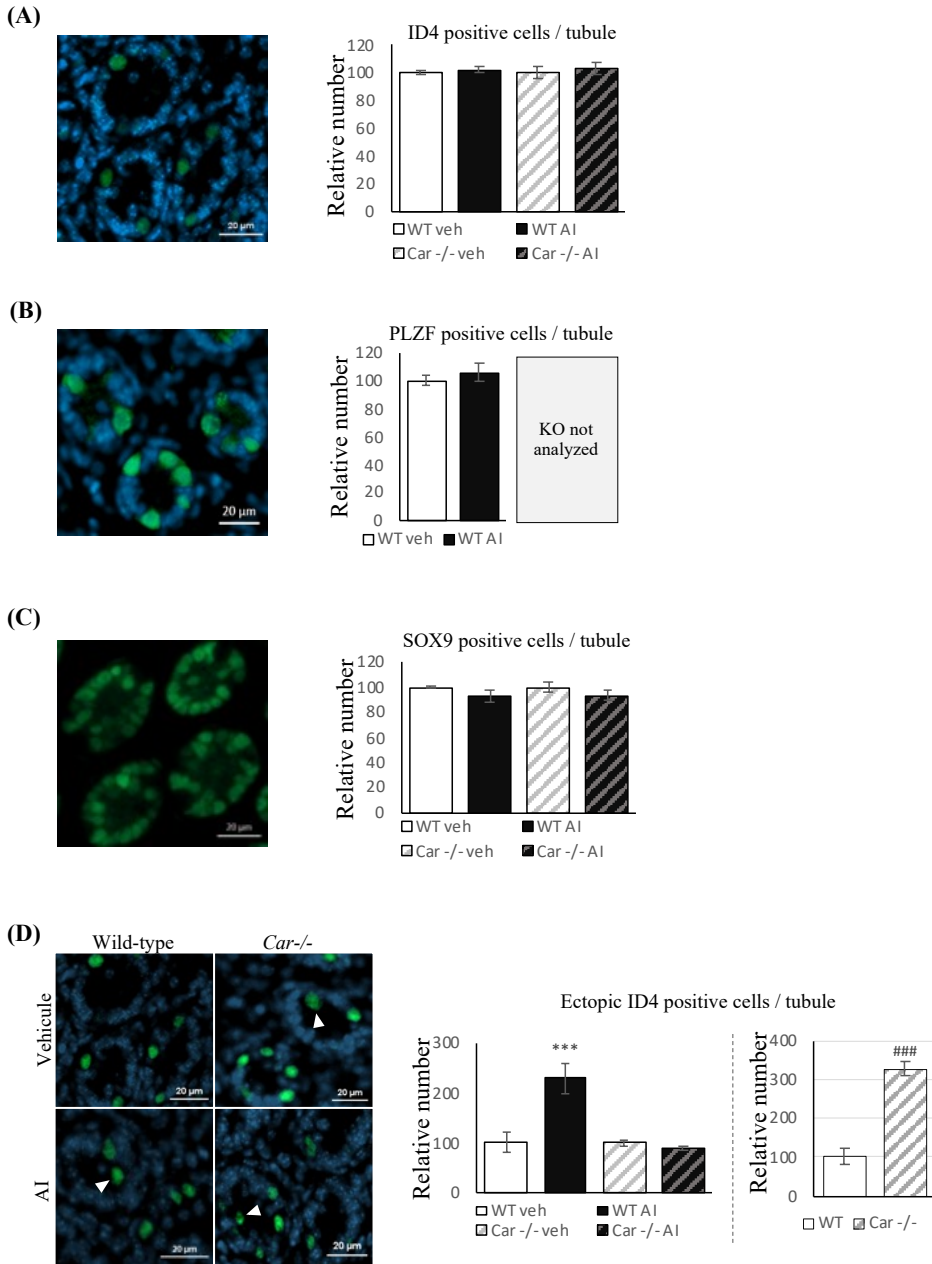 (A)
ID4 positive cells / tubule
Relative number
120
100
80
60
40
20
0
20 µm
WT veh WT AI
Car -/- veh Car -/- AI
(B)
PLZF positive cells / tubule
Relative number
120
100
80
60
40
20
0
KO not
analyzed
20 µm
WT veh WT AI
(C)
SOX9 positive cells / tubule
Relative number
120
100
80
60
40
20
0
20 µm
WT veh WT AI
Car -/- veh Car -/- AI
(D)
Wild-type Car-/-
Vehicule
20 µm 20 µm
AI
20 µm 20 µm
Ectopic ID4 positive cells / tubule
Relative number
300
200
100
0
***
WT veh WT AI
Car -/- veh Car -/- AI
Relative number
400
300
200
100
0
###
WT Car -/-